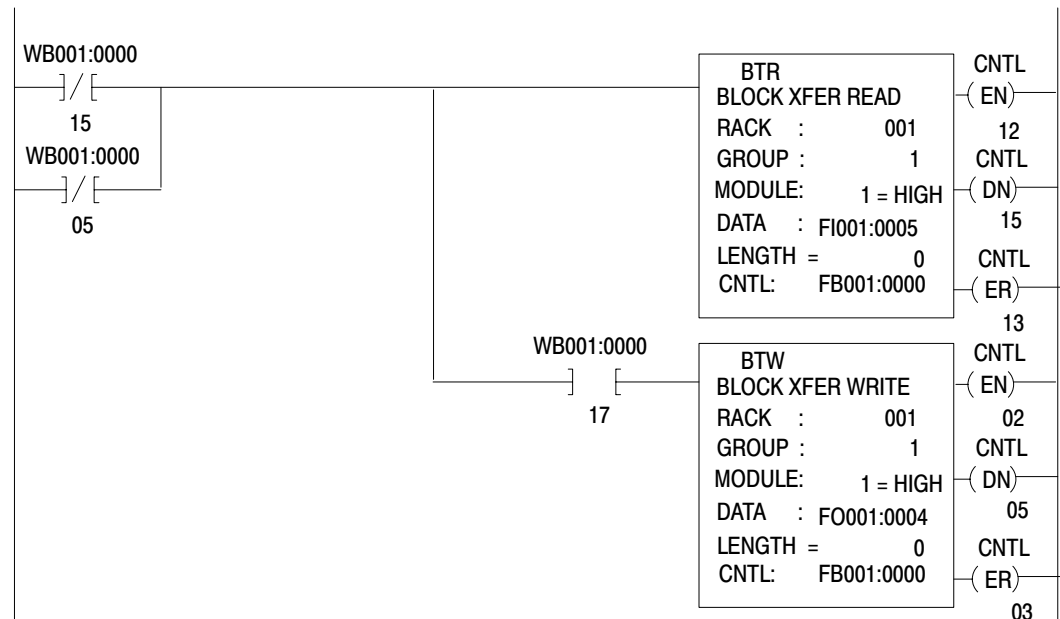 WB001:0000
] / [
15
WB001:0000
] / [
05
BTR
BLOCK XFER READ
RACK : 001
GROUP : 1
MODULE: 1 = HIGH
DATA : FI001:0005
LENGTH = 0
CNTL: FB001:0000
CNTL
( EN)
12
CNTL
( DN)
15
CNTL
( ER)
13
WB001:0000
] [
17
BTW
BLOCK XFER WRITE
RACK : 001
GROUP : 1
MODULE: 1 = HIGH
DATA : FO001:0004
LENGTH = 0
CNTL: FB001:0000
CNTL
( EN)
02
CNTL
( DN)
05
CNTL
( ER)
03